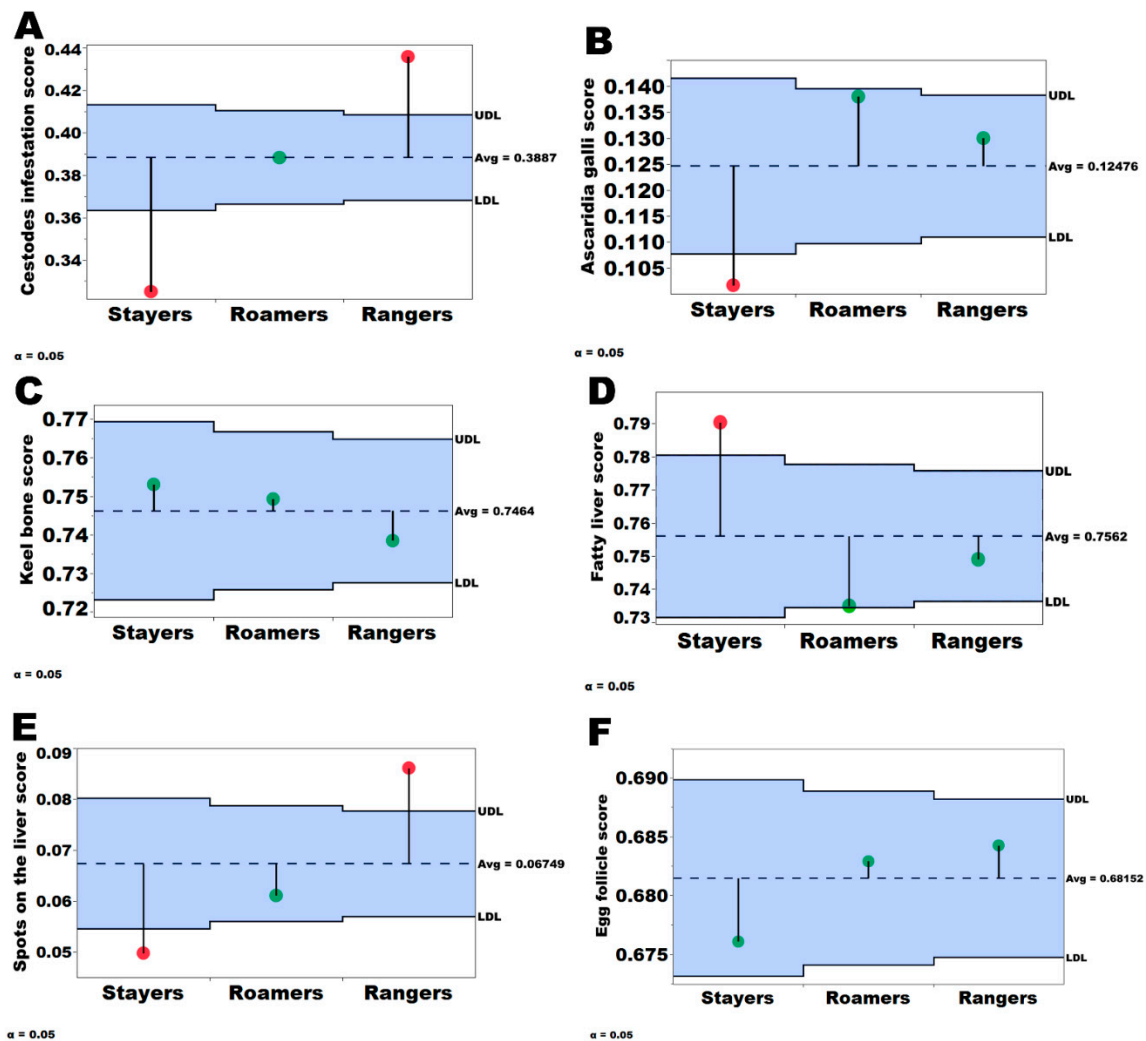 A
Cestodes infestation score
0.44
0.42
0.40
0.38
0.36
0.34
UDL
Avg = 0.3887
LDL
Stayers Roamers Rangers
α = 0.05
B
Ascaridia galli score
0.140
0.135
0.130
0.125
0.120
0.115
0.110
0.105
UDL
Avg = 0.12476
LDL
Stayers Roamers Rangers
α = 0.05
C
Keel bone score
0.77
0.76
0.75
0.74
0.73
0.72
UDL
Avg = 0.7464
LDL
Stayers Roamers Rangers
α = 0.05
D
Fatty liver score
0.79
0.78
0.77
0.76
0.75
0.74
0.73
UDL
Avg = 0.7562
LDL
Stayers Roamers Rangers
α = 0.05
E
Spots on the liver score
0.09
0.08
0.07
0.06
0.05
UDL
Avg = 0.06749
LDL
Stayers Roamers Rangers
α = 0.05
F
Egg follicle score
0.690
0.685
0.680
0.675
UDL
Avg = 0.68152
LDL
Stayers Roamers Rangers
α = 0.05